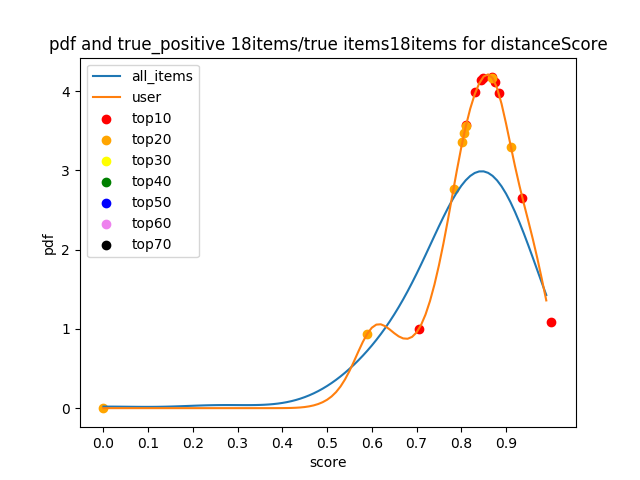 pdf and true_positive 18items/true items18items for distanceScore
all_items
user
top10
top20
top30
top40
top50
top60
top70
pdf
4
3
2
1
0
0.0 0.1 0.2 0.3 0.4 0.5 0.6 0.7 0.8 0.9
score